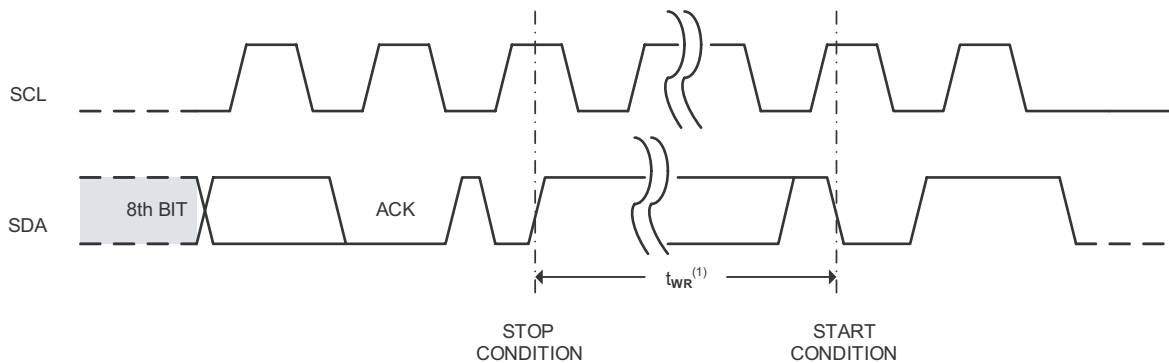 SCL
8th BIT
ACK
SDA
tWR(1)
STOP
CONDITION
START
CONDITION